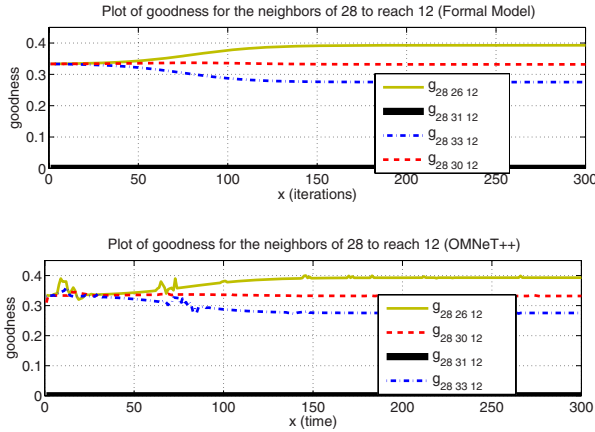 Plot of goodness for the neighbors of 28 to reach 12 (Formal Model)
goodness
0.4
0.3
0.2
0.1
0
g28 26 12
g28 31 12
g28 33 12
g28 30 12
0 50 100 150 200 250 300
x (iterations)
Plot of goodness for the neighbors of 28 to reach 12 (OMNeT++)
goodness
0.4
0.3
0.2
0.1
0
g28 26 12
g28 30 12
g28 31 12
g28 33 12
0 50 100 150 200 250 300
x (time)